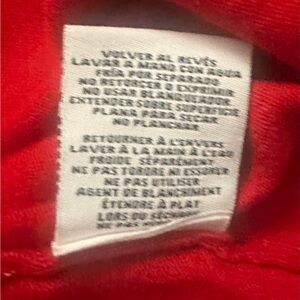 VOLVER AL REVÉS
LAVAR A MANO CON AGUA
FRÍA POR SEPARADO
NO RETORCER O EXPRIMIR
NO USAR BLANQUEADOR
EXTENDER SOBRE SUPERFICIE
PLANA PARA SECAR
NO PLANCHAR
RETOURNER À L'ENVERS
LAVER À LA MAIN À L'EAU
FROIDE SÉPARÉMENT
NE PAS TORDRE NI ESSORER
NE PAS UTILISER
AGENT DE BLANCHIMENT
ÉTENDRE À PLAT
LORS DU SÉCHAGE
NE PAS